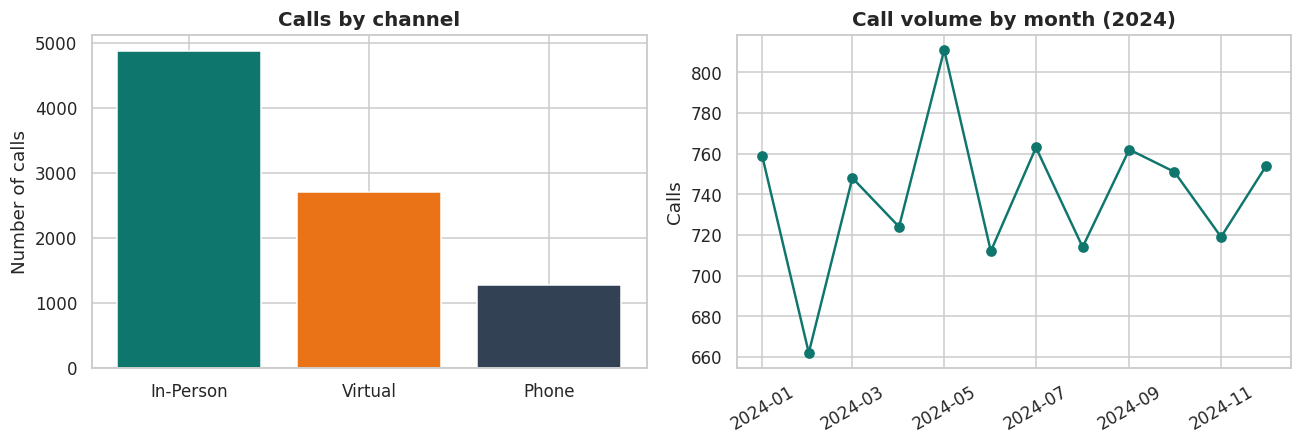 Calls by channel
Number of calls
5000
4000
3000
2000
1000
0
In-Person Virtual Phone
Call volume by month (2024)
Calls
800
780
760
740
720
700
680
660
2024-01 2024-03 2024-05 2024-07 2024-09 2024-11